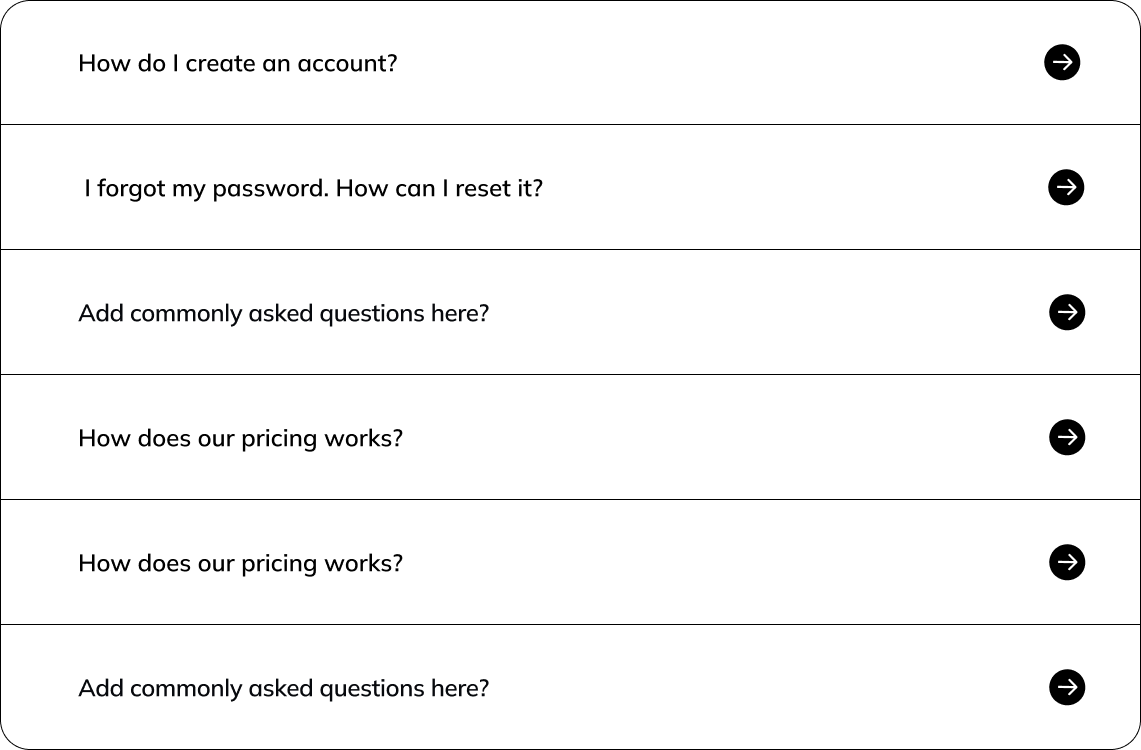 How do I create an account?
I forgot my password. How can I reset it?
Add commonly asked questions here?
How does our pricing works?
How does our pricing works?
Add commonly asked questions here?